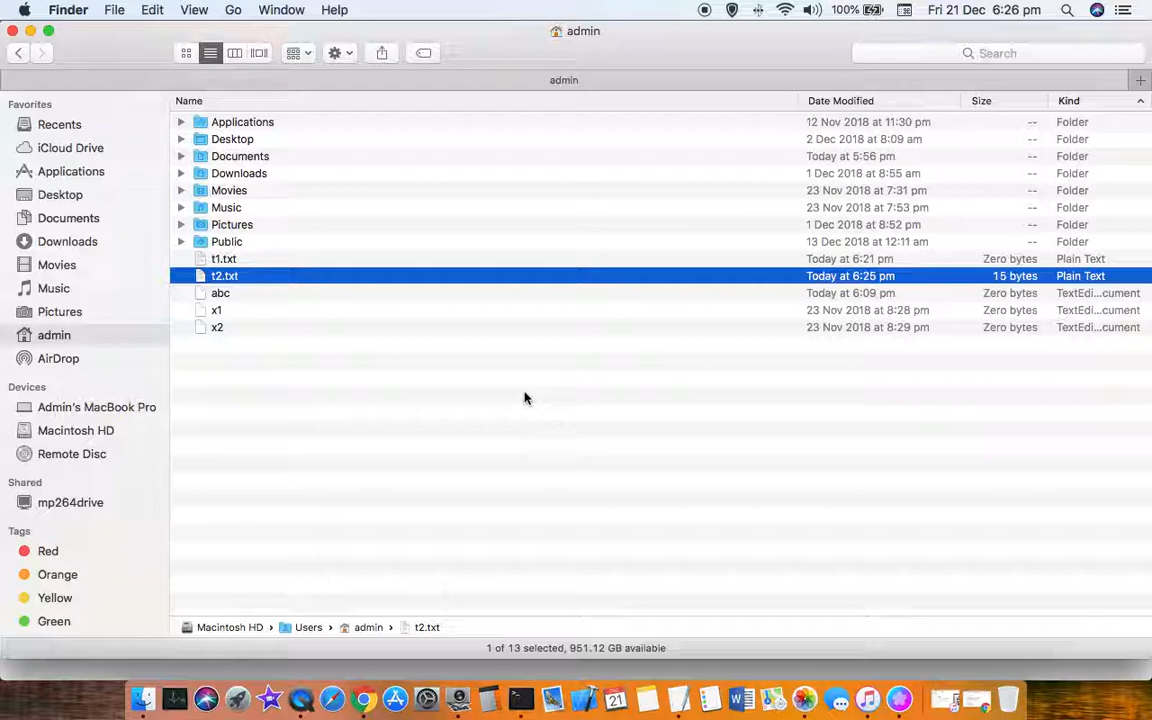 Finder File Edit View Go Window Help 100% Fri 21 Dec 6:26 pm
admin
Search
admin
Favorites
Recents
iCloud Drive
Applications
Desktop
Documents
Downloads
Movies
Music
Pictures
admin
AirDrop
Devices
Admin's MacBook Pro
Macintosh HD
Remote Disc
Shared
mp264drive
Tags
Red
Orange
Yellow
Green
Name Date Modified Size Kind
Applications 12 Nov 2018 at 11:30 pm -- Folder
Desktop 2 Dec 2018 at 8:09 am -- Folder
Documents Today at 5:56 pm -- Folder
Downloads 1 Dec 2018 at 8:55 am -- Folder
Movies 23 Nov 2018 at 7:31 pm -- Folder
Music 23 Nov 2018 at 7:53 pm -- Folder
Pictures 1 Dec 2018 at 8:52 pm -- Folder
Public 13 Dec 2018 at 12:11 am -- Folder
t1.txt Today at 6:21 pm Zero bytes Plain Text
t2.txt Today at 6:25 pm 15 bytes Plain Text
abc Today at 6:09 pm Zero bytes TextEdi...cument
x1 23 Nov 2018 at 8:28 pm Zero bytes TextEdi...cument
x2 23 Nov 2018 at 8:29 pm Zero bytes TextEdi...cument
Macintosh HD › Users › admin › t2.txt
1 of 13 selected, 951.12 GB available
21